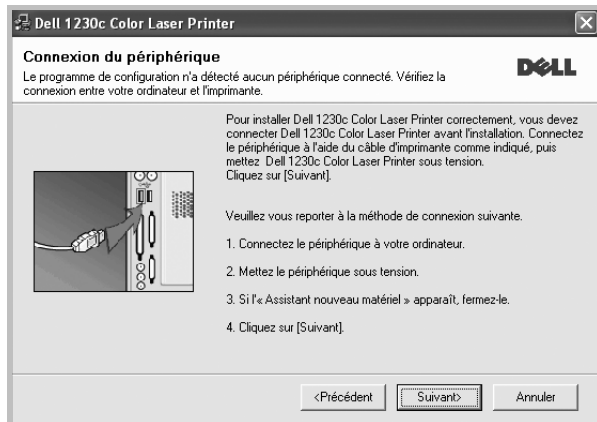 Dell 1230c Color Laser Printer
Connexion du périphérique
Le programme de configuration n'a détecté aucun périphérique connecté. Vérifiez la
connexion entre votre ordinateur et l'imprimante.
DELL
Pour installer Dell 1230c Color Laser Printer correctement, vous devez
connecter Dell 1230c Color Laser Printer avant l'installation. Connectez
le périphérique à l'aide du câble d'imprimante comme indiqué, puis
mettez Dell 1230c Color Laser Printer sous tension.
Cliquez sur [Suivant].
Veuillez vous reporter à la méthode de connexion suivante.
1. Connectez le périphérique à votre ordinateur.
2. Mettez le périphérique sous tension.
3. Si l'« Assistant nouveau matériel » apparaît, fermez-le.
4. Cliquez sur [Suivant].
<Précédent
Suivant>
Annuler